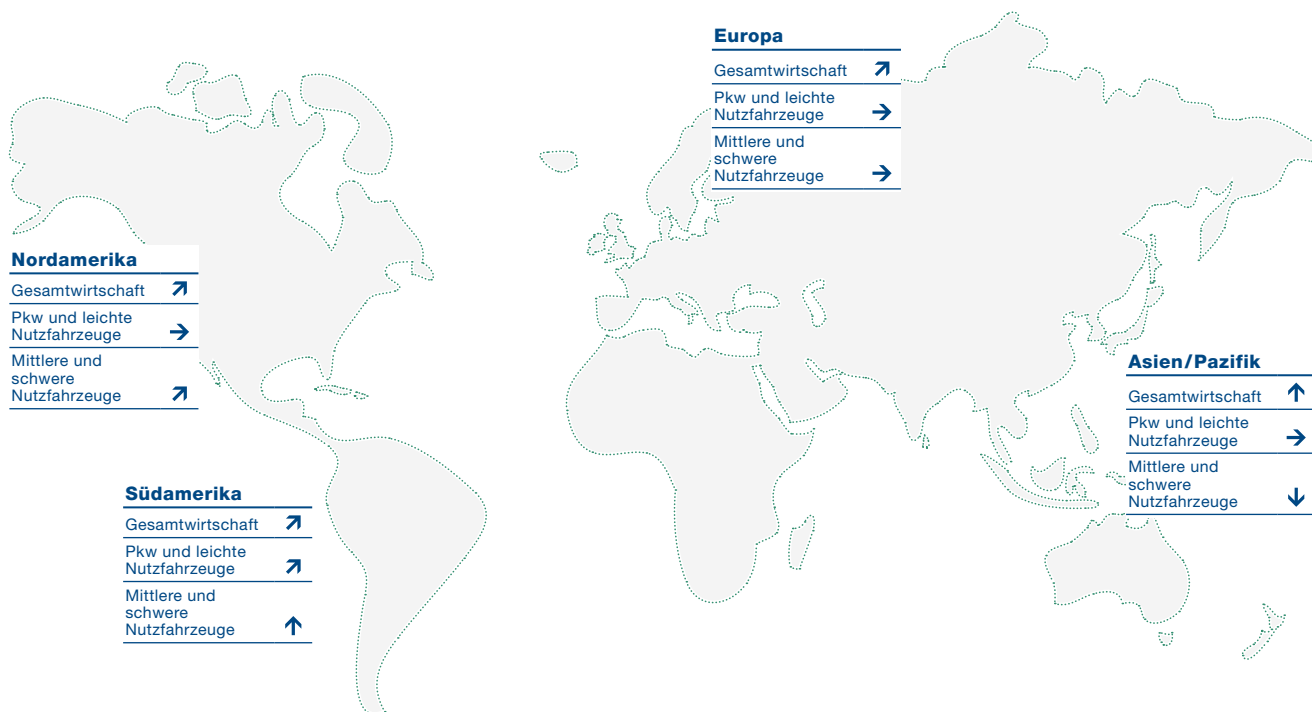 Europa
Gesamtwirtschaft ↗
Pkw und leichte
Nutzfahrzeuge →
Mittlere und
schwere
Nutzfahrzeuge →
Nordamerika
Gesamtwirtschaft ↗
Pkw und leichte
Nutzfahrzeuge →
Mittlere und
schwere
Nutzfahrzeuge ↗
Asien/Pazifik
Gesamtwirtschaft ↑
Pkw und leichte
Nutzfahrzeuge →
Mittlere und
schwere
Nutzfahrzeuge ↓
Südamerika
Gesamtwirtschaft ↗
Pkw und leichte
Nutzfahrzeuge ↗
Mittlere und
schwere
Nutzfahrzeuge ↑